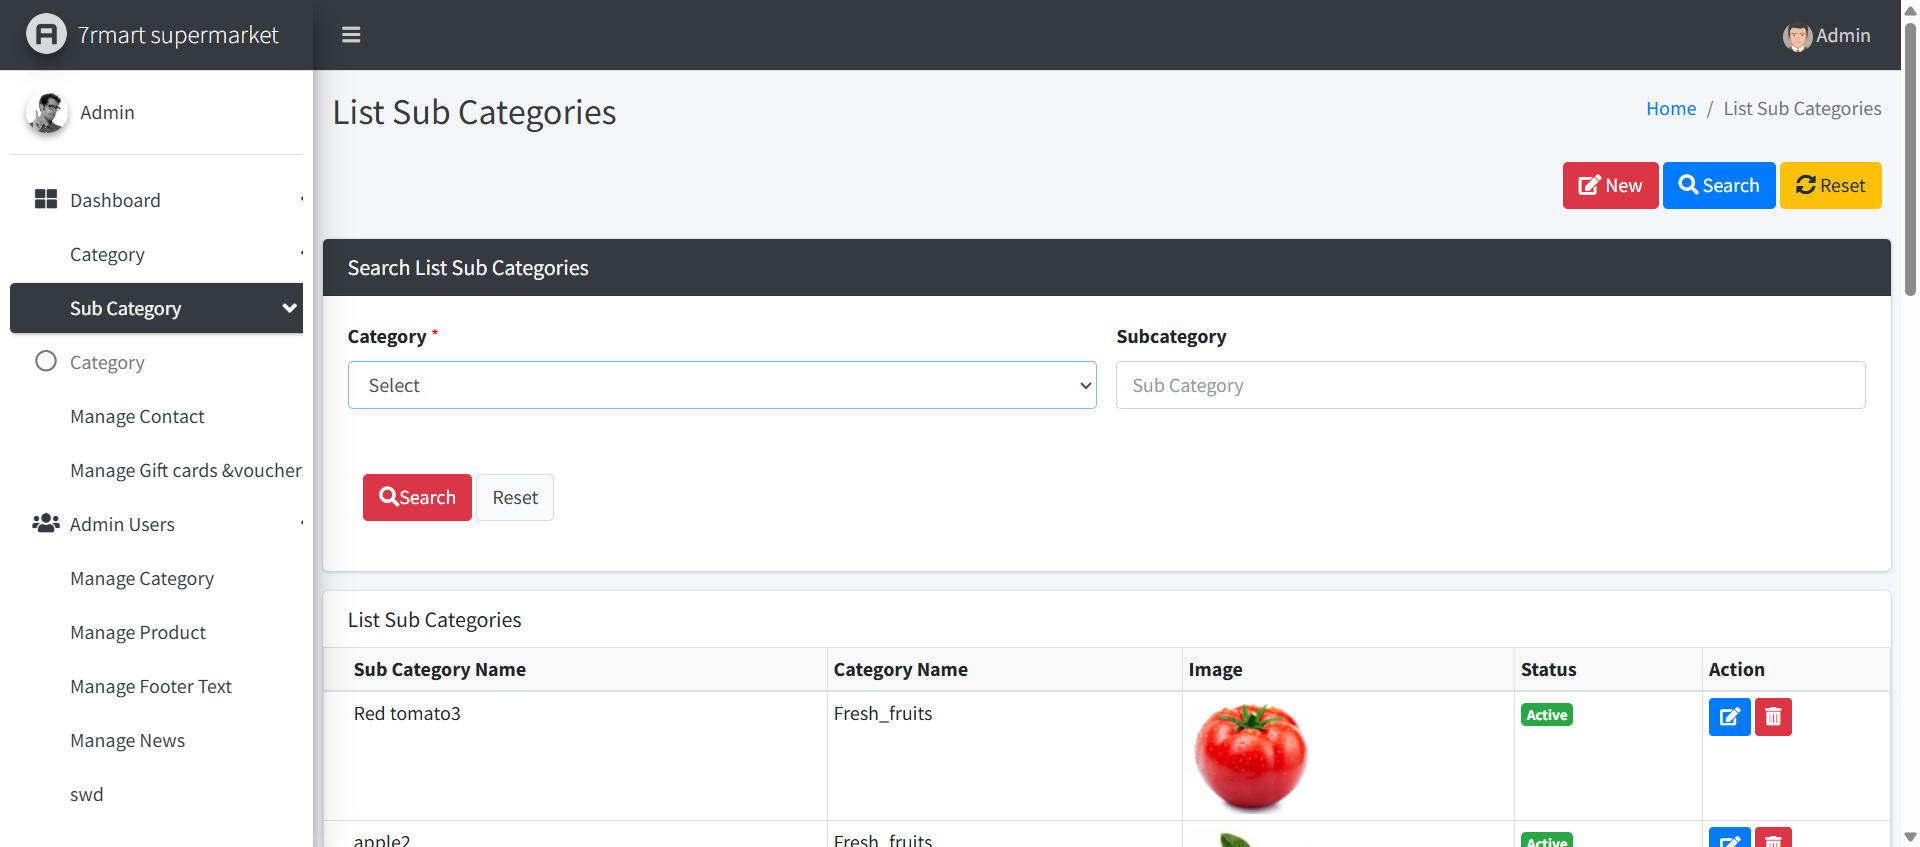 7rmart supermarket
Admin
Admin
List Sub Categories
Home / List Sub Categories
New
Search
Reset
Dashboard
Category
Sub Category
Category
Manage Contact
Manage Gift cards &voucher
Admin Users
Manage Category
Manage Product
Manage Footer Text
Manage News
swd
Search List Sub Categories
Category *
Subcategory
Select
Sub Category
Search
Reset
List Sub Categories
Sub Category Name Category Name Image Status Action
Red tomato3 Fresh_fruits Active
apple2 Fresh_fruits Active